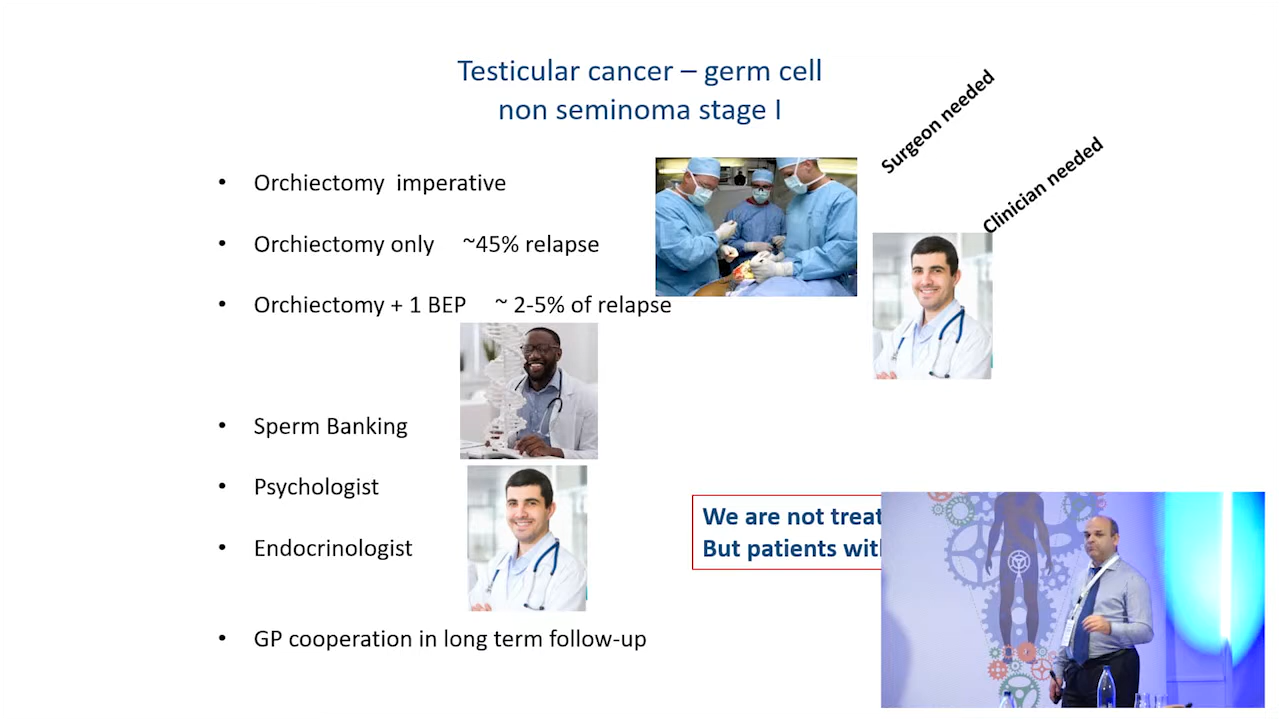 Testicular cancer – germ cell
non seminoma stage I
Surgeon needed
Clinician needed
• Orchiectomy  imperative
• Orchiectomy only     ~45% relapse
• Orchiectomy + 1 BEP     ~ 2-5% of relapse
• Sperm Banking
• Psychologist
• Endocrinologist
We are not
But patients
• GP cooperation in long term follow-up